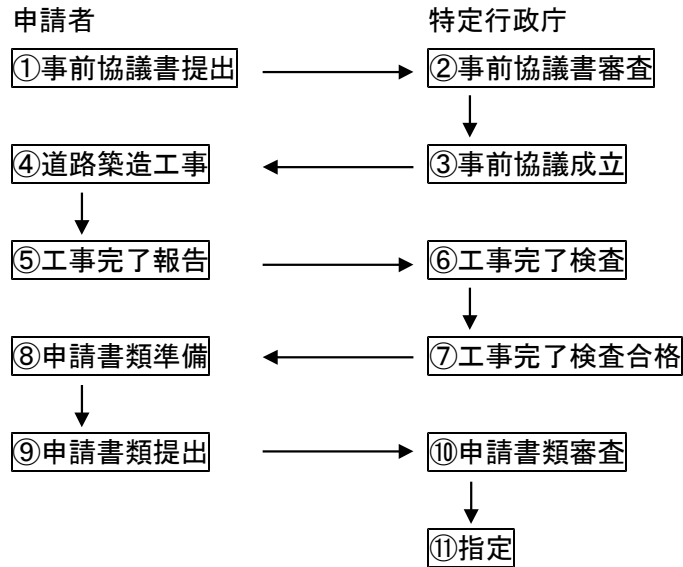 申請者 特定行政庁
①事前協議書提出 ②事前協議書審査
④道路築造工事 ③事前協議成立
⑤工事完了報告 ⑥工事完了検査
⑧申請書類準備 ⑦工事完了検査合格
⑨申請書類提出 ⑩申請書類審査
⑪指定